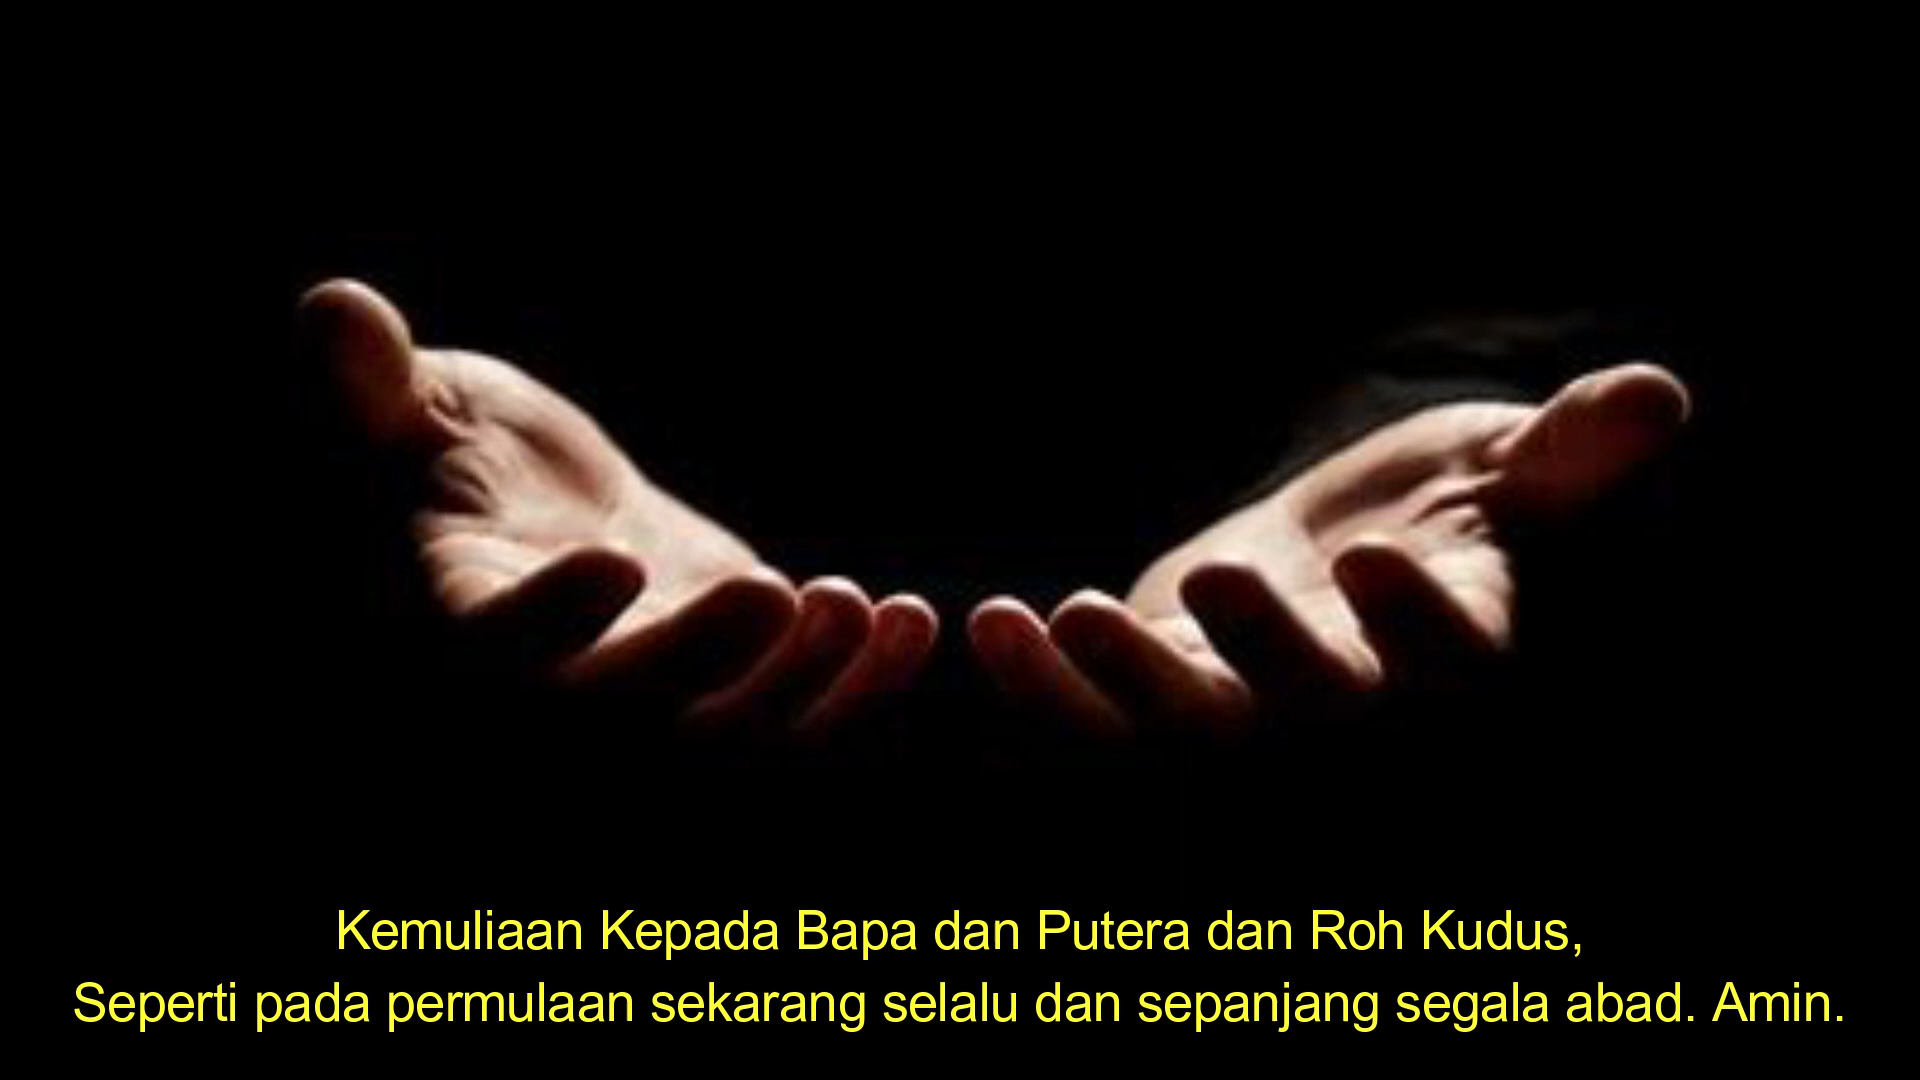 Kemuliaan Kepada Bapa dan Putera dan Roh Kudus,
Seperti pada permulaan sekarang selalu dan sepanjang segala abad. Amin.